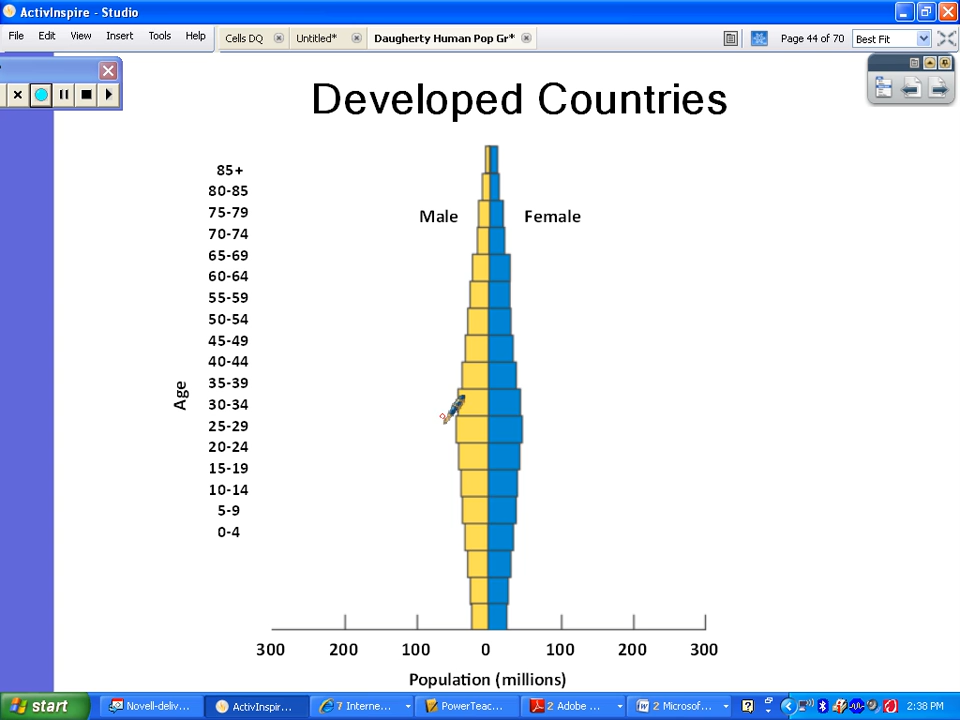 ActivInspire - Studio
File Edit View Insert Tools Help
Cells DQ Untitled* Daugherty Human Pop Gr* Page 44 of 70 Best Fit
Developed Countries
85+
80-85
75-79
Male Female
70-74
65-69
60-64
55-59
50-54
45-49
40-44
35-39
Age
30-34
25-29
20-24
15-19
10-14
5-9
0-4
300 200 100 0 100 200 300
Population (millions)
start Novell-deliv... ActivInspir... 7 Interne... PowerTeac... 2 Adobe ... 2 Microsof... 2:38 PM